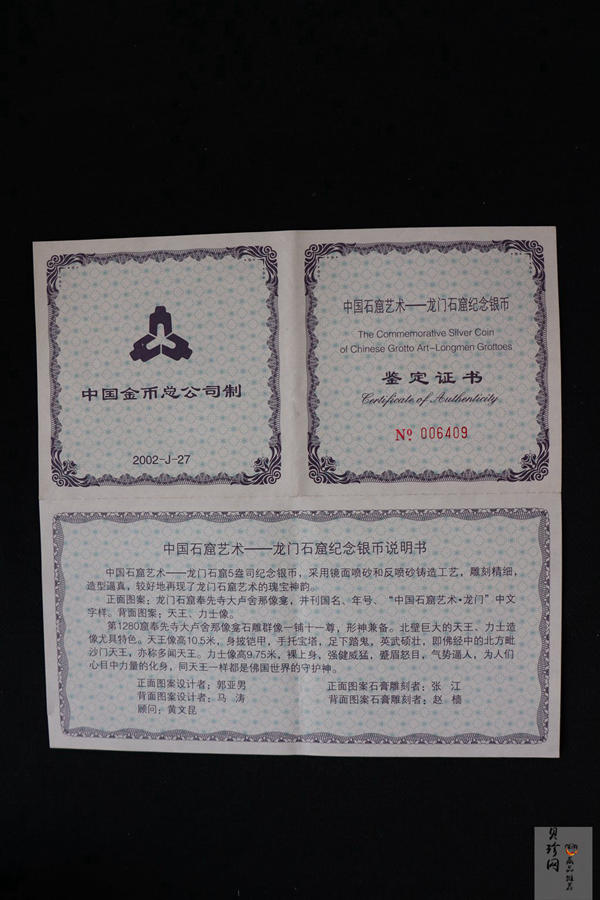 中国金币总公司制
2002-J-27
中国石窟艺术——龙门石窟纪念银币
The Commemorative Silver Coin
of Chinese Grotto Art-Longmen Grottoes
鉴定证书
Certificate of Authenticity
Nº 006409
中国石窟艺术——龙门石窟纪念银币说明书
中国石窟艺术——龙门石窟5盎司纪念银币，采用镜面喷砂和反喷砂铸造工艺，雕刻精细，
造型逼真，较好地再现了龙门石窟艺术的瑰宝神韵。
正面图案：龙门石窟奉先寺大卢舍那像龛，并刊国名、年号、“中国石窟艺术·龙门”中文
字样。背面图案：天王、力士像。
第1280窟奉先寺大卢舍那像龛石雕群像一铺十一尊，形神兼备。北壁巨大的天王、力士造
像尤具特色。天王像高10.5米，身披铠甲，手托宝塔，足下踏鬼，英武硕壮，即佛经中的北方毗
沙门天王，亦称多闻天王。力士像高9.75米，裸上身，强健威猛，蹙眉怒目，气势逼人，为人们
心目中力量的化身，同天王一样都是佛国世界的守护神。
正面图案设计者：郭亚男 正面图案石膏雕刻者：张 江
背面图案设计者：马 涛 背面图案石膏雕刻者：赵 樯
顾问：黄文昆
贝珍网